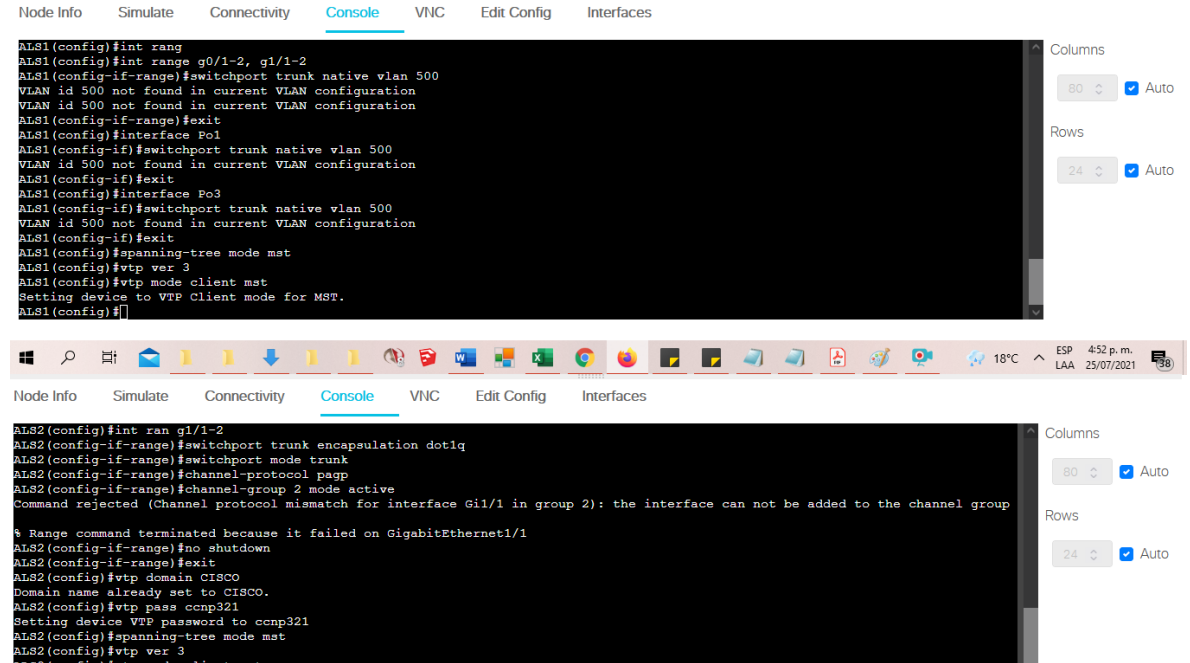 Node Info Simulate Connectivity Console VNC Edit Config Interfaces
ALS1(config)#int rang
ALS1(config)#int range g0/1-2, g1/1-2
ALS1(config-if-range)#switchport trunk native vlan 500
VLAN id 500 not found in current VLAN configuration
VLAN id 500 not found in current VLAN configuration
ALS1(config-if-range)#exit
ALS1(config)#interface Po1
ALS1(config-if)#switchport trunk native vlan 500
VLAN id 500 not found in current VLAN configuration
ALS1(config-if)#exit
ALS1(config)#interface Po3
ALS1(config-if)#switchport trunk native vlan 500
VLAN id 500 not found in current VLAN configuration
ALS1(config-if)#exit
ALS1(config)#spanning-tree mode mst
ALS1(config)#vtp ver 3
ALS1(config)#vtp mode client mst
Setting device to VTP Client mode for MST.
ALS1(config)#
Columns
80 Auto
Rows
24 Auto
18°C ESP 4:52 p. m.
LAA 25/07/2021 38
Node Info Simulate Connectivity Console VNC Edit Config Interfaces
ALS2(config)#int ran g1/1-2
ALS2(config-if-range)#switchport trunk encapsulation dot1q
ALS2(config-if-range)#switchport mode trunk
ALS2(config-if-range)#channel-protocol pagp
ALS2(config-if-range)#channel-group 2 mode active
Command rejected (Channel protocol mismatch for interface Gi1/1 in group 2): the interface can not be added to the channel group
% Range command terminated because it failed on GigabitEthernet1/1
ALS2(config-if-range)#no shutdown
ALS2(config-if-range)#exit
ALS2(config)#vtp domain CISCO
Domain name already set to CISCO.
ALS2(config)#vtp pass ccnp321
Setting device VTP password to ccnp321
ALS2(config)#spanning-tree mode mst
ALS2(config)#vtp ver 3
Columns
80 Auto
Rows
24 Auto